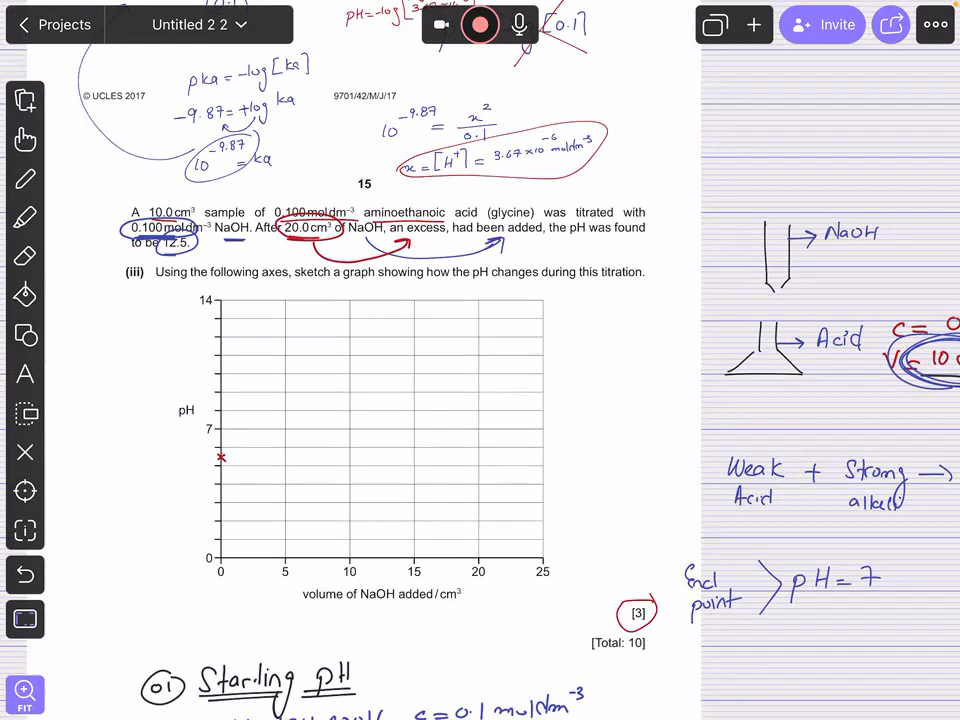 Projects
Untitled 2 2
Invite
pH=-log[
[0.1]
pka = -log[ka]
© UCLES 2017
9701/42/M/J/17
-9.87=+log ka
10^-9.87 = ka
10^-9.87 = x^2/0.1
x = [H+] = 3.67×10^-6 moldm^-3
15
A 10.0 cm³ sample of 0.100 mol dm⁻³ aminoethanoic acid (glycine) was titrated with
0.100 mol dm⁻³ NaOH. After 20.0 cm³ of NaOH, an excess, had been added, the pH was found
to be 12.5.
(iii) Using the following axes, sketch a graph showing how the pH changes during this titration.
14
pH
7
0
0 5 10 15 20 25
volume of NaOH added / cm³
[3]
[Total: 10]
NaOH
Acid
C = 0
V = 10
Weak + Strong →
Acid alkali
End point > pH = 7
01 Starting pH
C = 0.1 moldm^-3
A
FIT